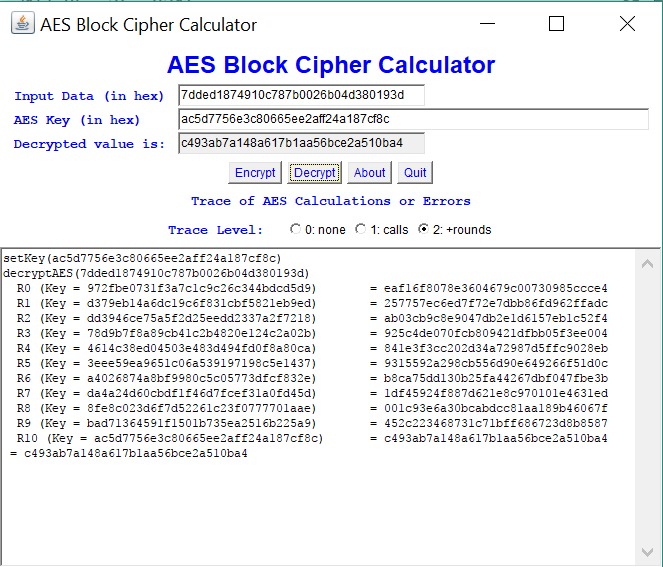 AES Block Cipher Calculator
AES Block Cipher Calculator
Input Data (in hex) 7dded1874910c787b0026b04d380193d
AES Key (in hex) ac5d7756e3c80665ee2aff24a187cf8c
Decrypted value is: c493ab7a148a617b1aa56bce2a510ba4
Encrypt Decrypt About Quit
Trace of AES Calculations or Errors
Trace Level: 0: none 1: calls 2: +rounds
setKey(ac5d7756e3c80665ee2aff24a187cf8c)
decryptAES(7dded1874910c787b0026b04d380193d)
R0 (Key = 972fbe0731f3a7c1c9c26c344bdcd5d9) = eaf16f8078e3604679c00730985ccce4
R1 (Key = d379eb14a6dc19c6f831cbf5821eb9ed) = 257757ec6ed7f72e7dbb86fd962ffadc
R2 (Key = dd3946ce75a5f2d25eedd2337a2f7218) = ab03cb9c8e9047db2e1d6157eb1c52f4
R3 (Key = 78d9b7f8a89cb41c2b4820e124c2a02b) = 925c4de070fcb809421dfbb05f3ee004
R4 (Key = 4614c38ed04503e483d494fd0f8a80ca) = 841e3f3cc202d34a72987d5ffc9028eb
R5 (Key = 3eee59ea9651c06a539197198c5e1437) = 9315592a298cb556d90e649266f51d0c
R6 (Key = a4026874a8bf9980c5c05773dfcf832e) = b8ca75dd130b25fa44267dbf047fbe3b
R7 (Key = da4a24d60cbdf1f46d7fcef31a0fd45d) = 1df45924f887d621e8c970101e4631ed
R8 (Key = 8fe8c023d6f7d52261c23f0777701aae) = 001c93e6a30bcabdcc81aa189b46067f
R9 (Key = bad71364591f1501b735ea2516b225a9) = 452c223468731c71bff686723d8b8587
R10 (Key = ac5d7756e3c80665ee2aff24a187cf8c) = c493ab7a148a617b1aa56bce2a510ba4
= c493ab7a148a617b1aa56bce2a510ba4